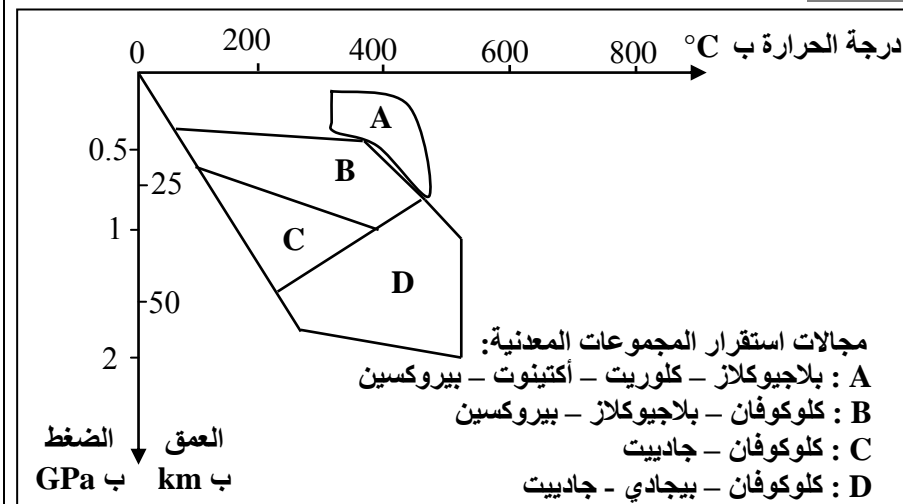 درجة الحرارة ب C°
0 200 400 600 800
A
0.5
B
25
1
C
D
50
2
مجالات استقرار المجموعات المعدنية:
A : بلاجيوكلاز – كلوريت – أكتينوت – بيروكسين
B : كلوكوفان – بلاجيوكلاز – بيروكسين
C : كلوكوفان – جادييت
D : كلوكوفان – بيجادي - جادييت
العمق الضغط
ب km ب GPa